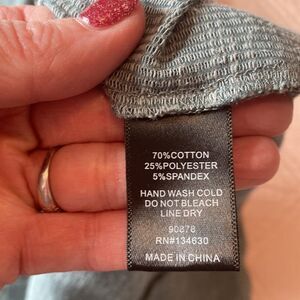 70%COTTON
25%POLYESTER
5%SPANDEX
HAND WASH COLD
DO NOT BLEACH
LINE DRY
90878
RN#134630
MADE IN CHINA